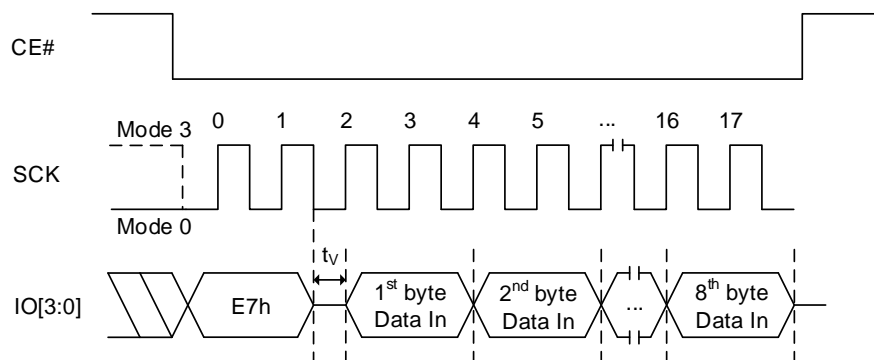 CE#
0 1 2 3 4 5 ... 16 17
Mode 3
SCK
Mode 0
tV
IO[3:0]
E7h
1st byte
Data In
2nd byte
Data In
...
8th byte
Data In